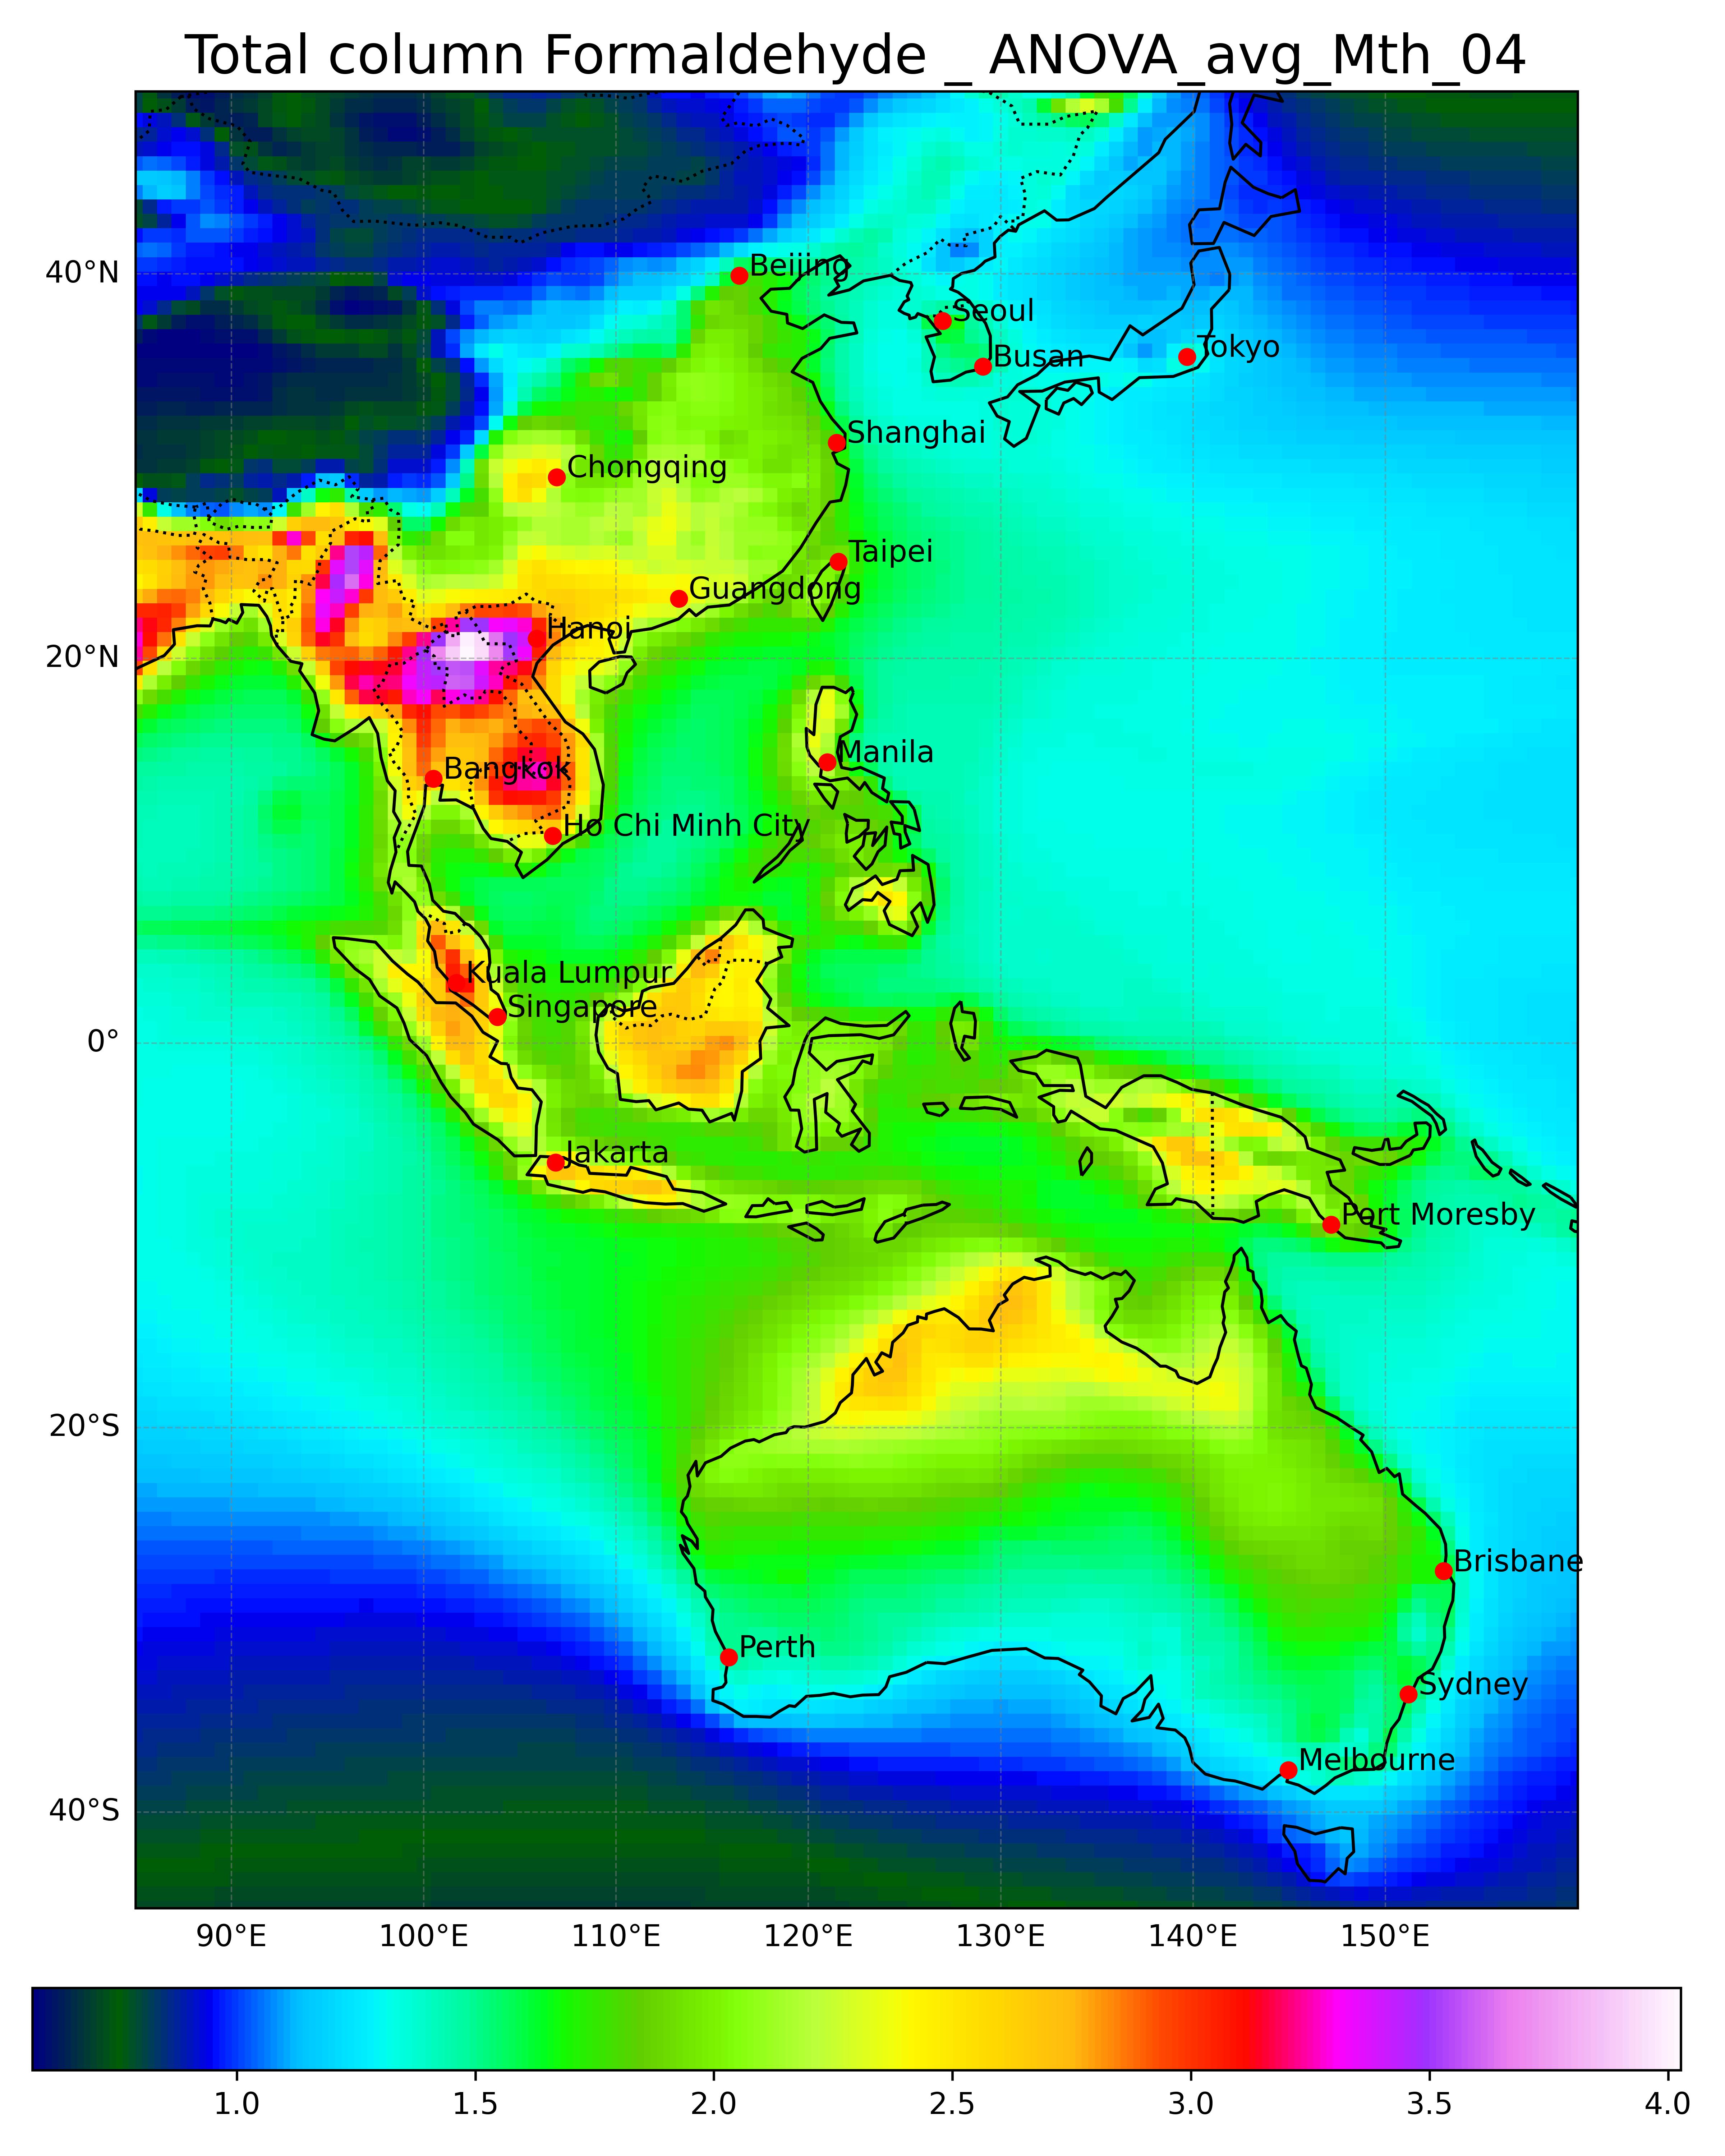 Total column Formaldehyde _ ANOVA_avg_Mth_04
40°N
20°N
0°
20°S
40°S
Beijing
Seoul
Busan
Tokyo
Shanghai
Chongqing
Taipei
Guangdong
Hanoi
Manila
Bangkok
Ho Chi Minh City
Kuala Lumpur
Singapore
Jakarta
Port Moresby
Brisbane
Perth
Sydney
Melbourne
90°E 100°E 110°E 120°E 130°E 140°E 150°E
1.0 1.5 2.0 2.5 3.0 3.5 4.0